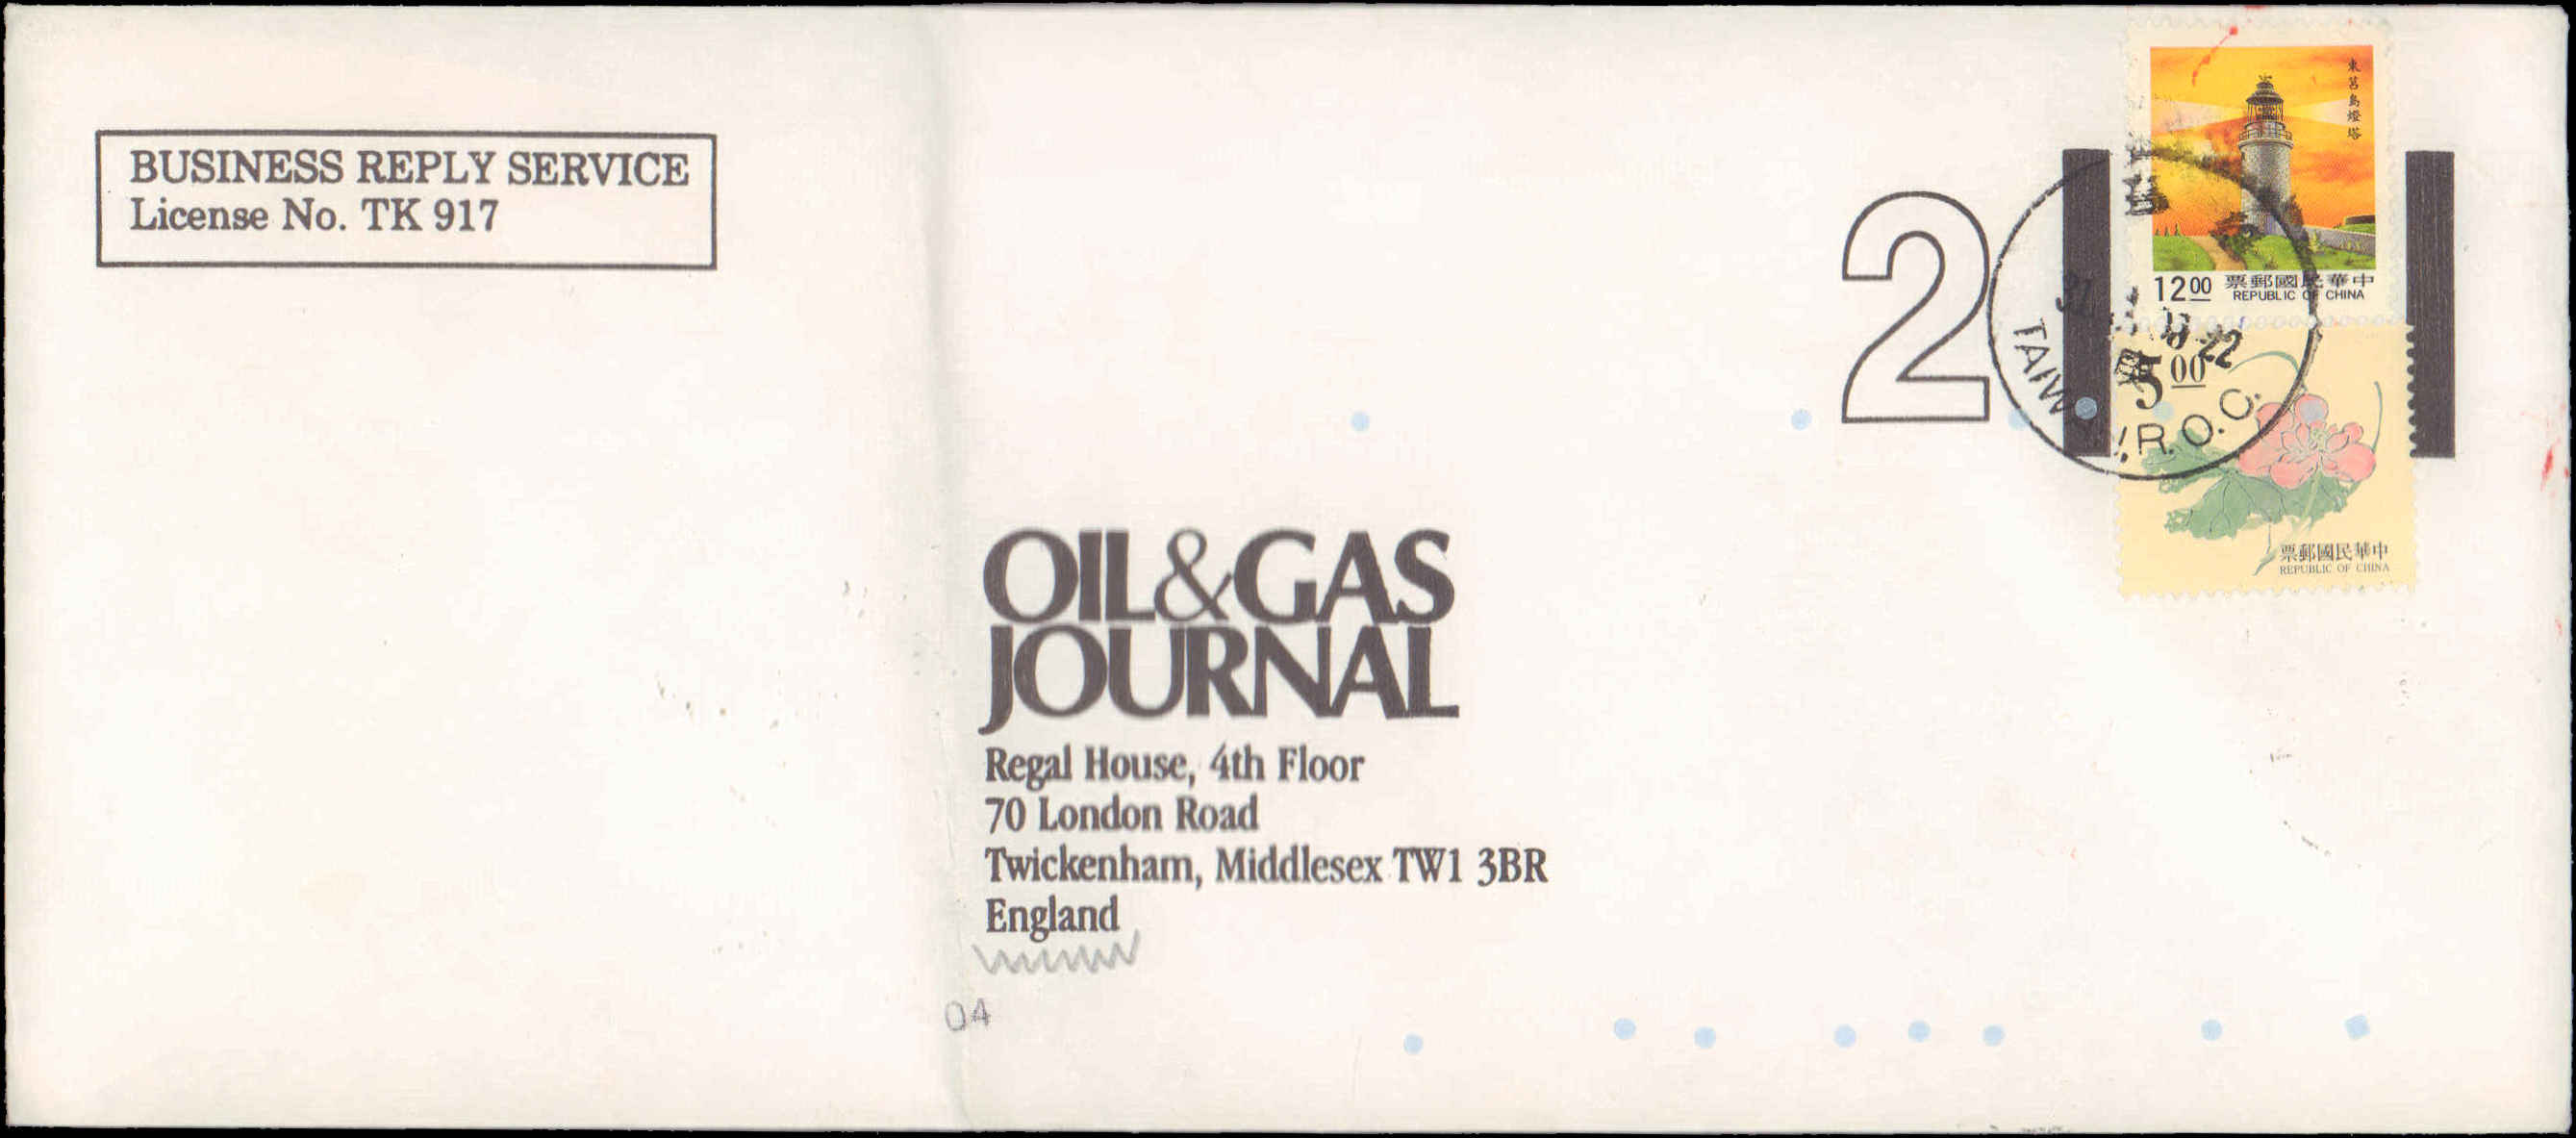 BUSINESS REPLY SERVICE
License No. TK 917
2
東莒島燈塔
12.00
票郵國民華中
REPUBLIC OF CHINA
22
TAIW
R.O.C.
5.00
票郵國民華中
REPUBLIC OF CHINA
OIL&GAS
JOURNAL
Regal House, 4th Floor
70 London Road
Twickenham, Middlesex TW1 3BR
England
04